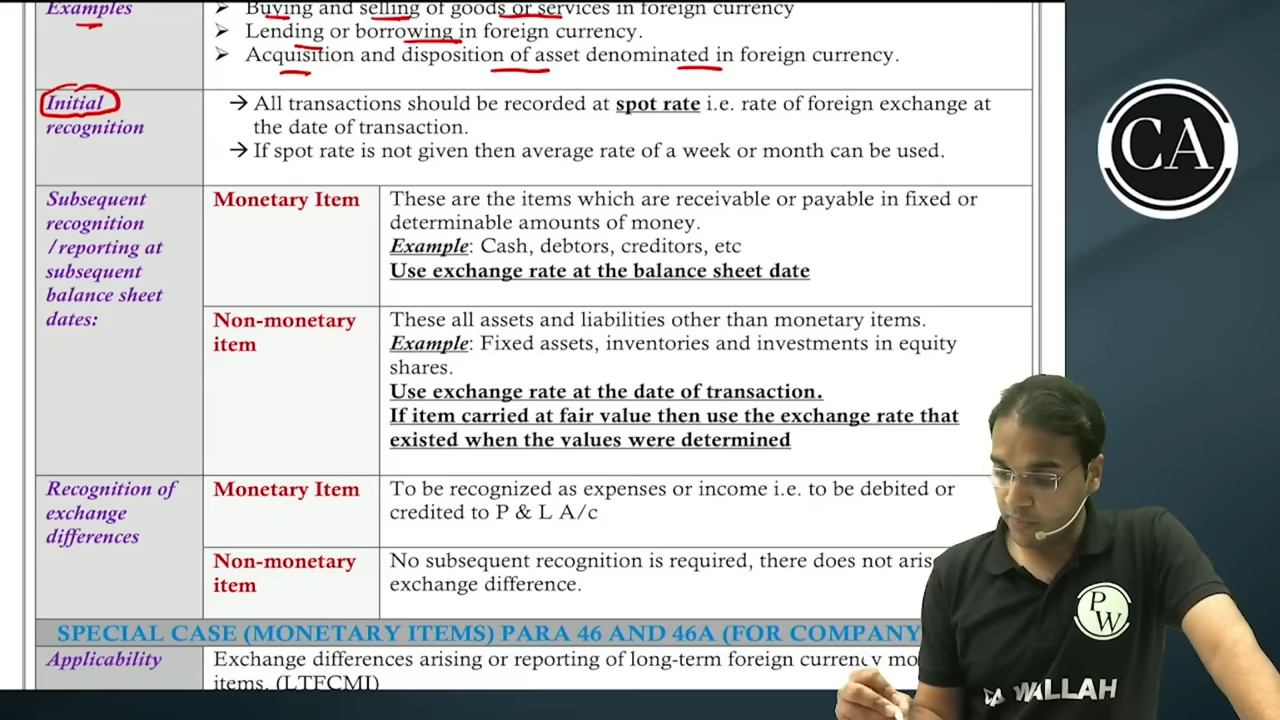 Examples
➢ Buying and selling of goods or services in foreign currency
➢ Lending or borrowing in foreign currency.
➢ Acquisition and disposition of asset denominated in foreign currency.
Initial
recognition
→ All transactions should be recorded at spot rate i.e. rate of foreign exchange at
the date of transaction.
→ If spot rate is not given then average rate of a week or month can be used.
Subsequent
recognition
/reporting at
subsequent
balance sheet
dates:
Monetary Item
These are the items which are receivable or payable in fixed or
determinable amounts of money.
Example: Cash, debtors, creditors, etc
Use exchange rate at the balance sheet date
Non-monetary
item
These all assets and liabilities other than monetary items.
Example: Fixed assets, inventories and investments in equity
shares.
Use exchange rate at the date of transaction.
If item carried at fair value then use the exchange rate that
existed when the values were determined
Recognition of
exchange
differences
Monetary Item
To be recognized as expenses or income i.e. to be debited or
credited to P & L A/c
Non-monetary
item
No subsequent recognition is required, there does not aris
exchange difference.
SPECIAL CASE (MONETARY ITEMS) PARA 46 AND 46A (FOR COMPANY
Applicability
Exchange differences arising or reporting of long-term foreign currency mo
items. (LTFCMI)
CA
PW
WALLAH